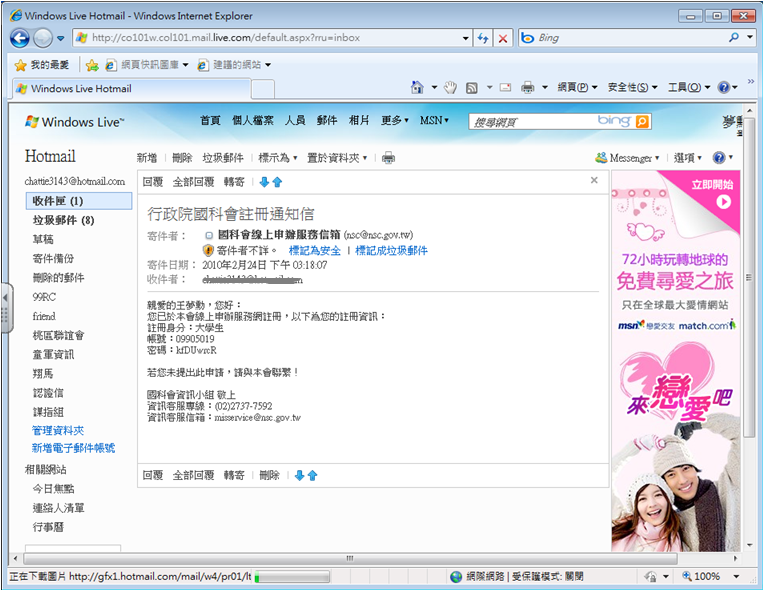 Windows Live Hotmail - Windows Internet Explorer
http://co101w.col101.mail.live.com/default.aspx?rru=inbox
Bing
我的最愛
網頁快訊圖庫
建議的網站
Windows Live Hotmail
網頁(P)
安全性(S)
工具(O)
Windows Live™
首頁 個人檔案 人員 郵件 相片 更多 MSN
搜尋網頁
bing
Hotmail
新增 刪除 垃圾郵件 標示為 置於資料夾
Messenger 選項
chattie3143@hotmail.com
收件匣 (1)
垃圾郵件 (8)
草稿
寄件備份
刪除的郵件
99RC
friend
桃區聯誼會
童軍資訊
翔馬
認證信
謀指組
管理資料夾
新增電子郵件帳號
相關網站
今日焦點
連絡人清單
行事曆
回覆 全部回覆 轉寄
行政院國科會註冊通知信
寄件者： 國科會線上申辦服務信箱 (nsc@nsc.gov.tw)
寄件者不詳。 標記為安全 | 標記成垃圾郵件
寄件日期： 2010年2月24日 下午 03:18:07
收件者：
親愛的王夢動，您好：
您已於本會線上申辦服務網註冊，以下為您的註冊資訊：
註冊身分：大學生
帳號：09905019
密碼：kfDUwrcR
若您未提出此申請，請與本會聯繫！
國科會資訊小組 敬上
資訊客服專線：(02)2737-7592
資訊客服信箱：misservice@nsc.gov.tw
回覆 全部回覆 轉寄 刪除
立即開始
72小時玩轉地球的
免費尋愛之旅
只在全球最大愛情網站
msn 戀愛交友 match.com
來戀愛吧
正在下載圖片 http://gfx1.hotmail.com/mail/w4/pr01/lt
網際網路 | 受保護模式: 關閉
100%